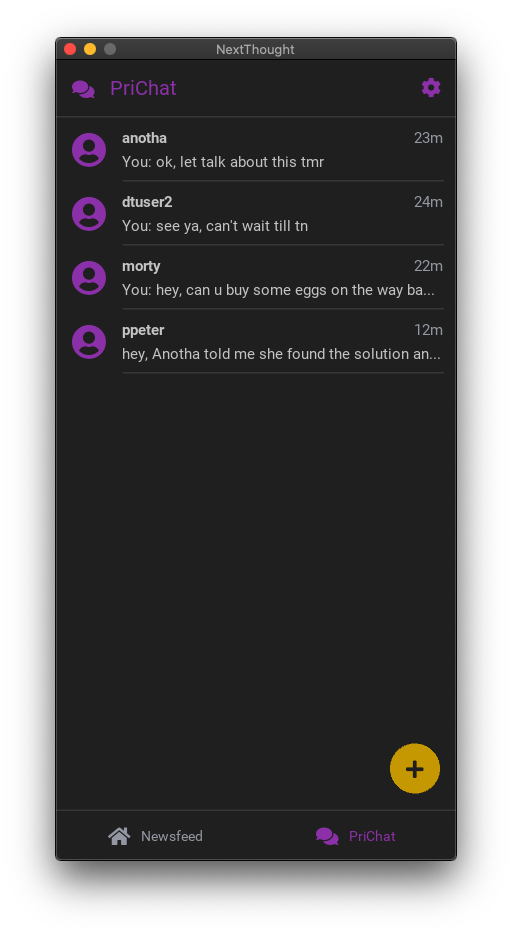 NextThought
PriChat
anotha 23m
You: ok, let talk about this tmr
dtuser2 24m
You: see ya, can't wait till tn
morty 22m
You: hey, can u buy some eggs on the way ba...
ppeter 12m
hey, Anotha told me she found the solution an...
Newsfeed PriChat